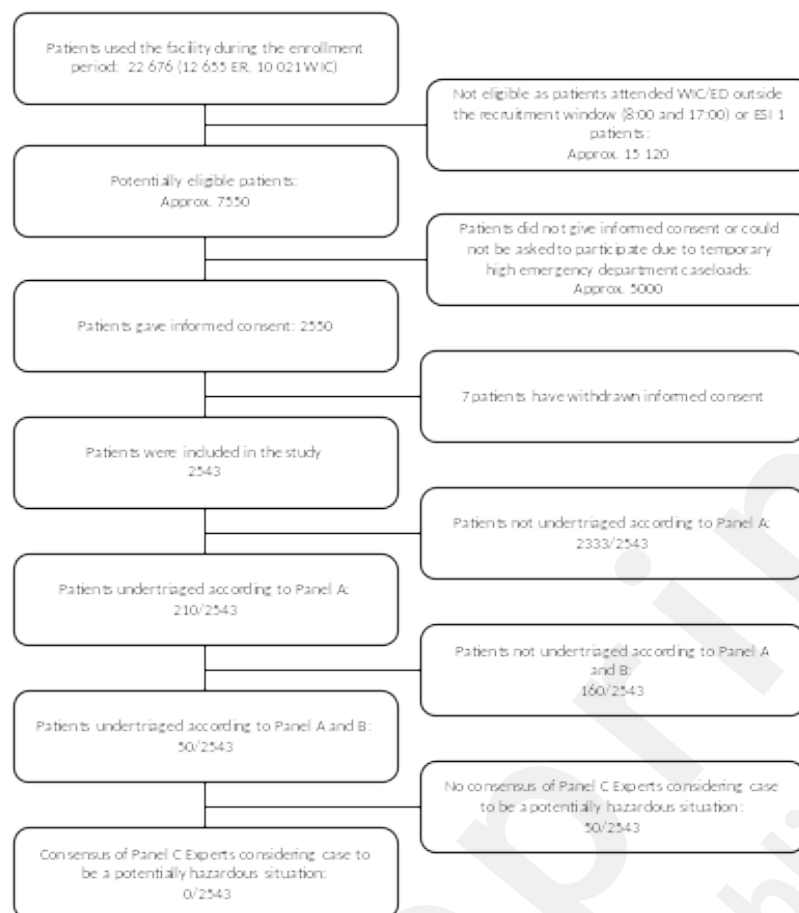 Patients used the facility during the enrollment
period: 22 676 (12 655 ER, 10 021 WIC)
Not eligible as patients attended WIC/ED outside
the recruitment window (8:00 and 17:00) or ESI 1
patients:
Approx. 15 120
Potentially eligible patients:
Approx. 7550
Patients did not give informed consent or could
not be asked to participate due to temporary
high emergency department caseloads:
Approx. 5000
Patients gave informed consent: 2550
7 patients have withdrawn informed consent
Patients were included in the study
2543
Patients not undertriaged according to Panel A:
2333/2543
Patients undertriaged according to Panel A:
210/2543
Patients not undertriaged according to Panel A
and B:
160/2543
Patients undertriaged according to Panel A and B:
50/2543
No consensus of Panel C Experts considering case
to be a potentially hazardous situation:
50/2543
Consensus of Panel C Experts considering case to
be a potentially hazardous situation:
0/2543